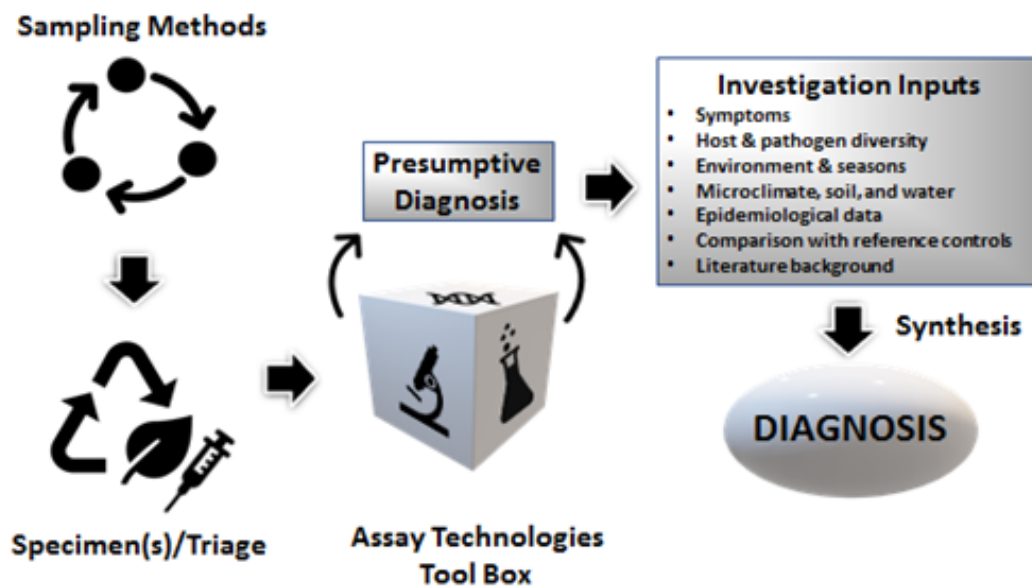 Sampling Methods
Specimen(s)/Triage
Presumptive
Diagnosis
Assay Technologies
Tool Box
Investigation Inputs
• Symptoms
• Host & pathogen diversity
• Environment & seasons
• Microclimate, soil, and water
• Epidemiological data
• Comparison with reference controls
• Literature background
Synthesis
DIAGNOSIS